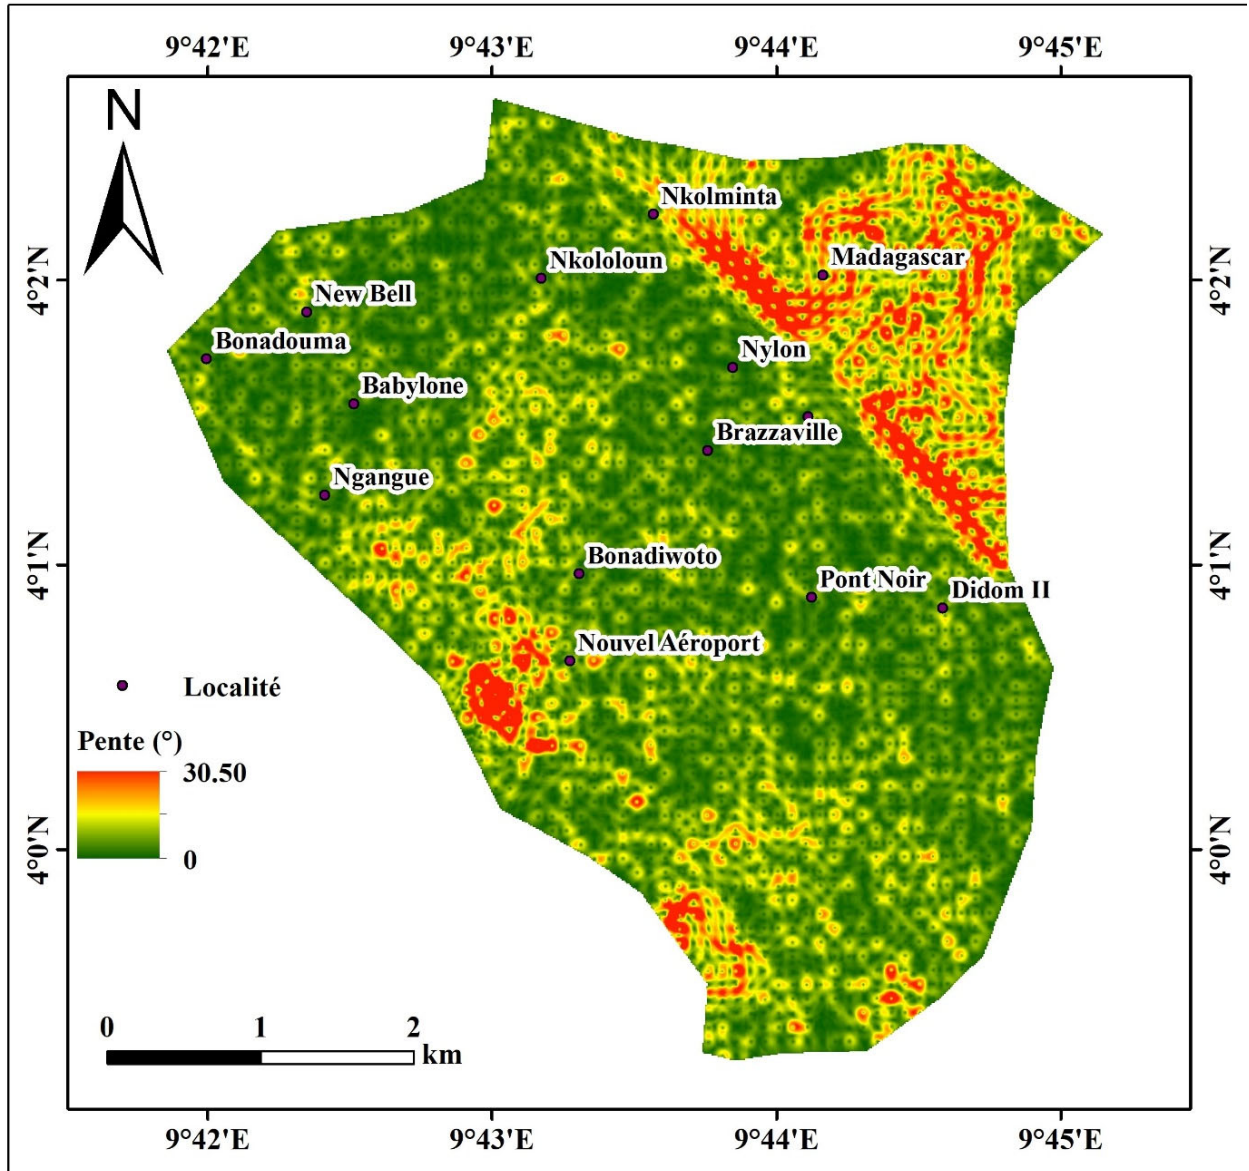 9°42'E 9°43'E 9°44'E 9°45'E
N
Nkolminta
Madagascar
Nkololoun
4°2'N 4°2'N
New Bell
Bonadouma
Nylon
Babylone
Brazzaville
Ngangue
Bonadiwoto
4°1'N 4°1'N
Pont Noir
Didom II
Nouvel Aéroport
Localité
Pente (°)
30.50
0
4°0'N 4°0'N
0 1 2
km
9°42'E 9°43'E 9°44'E 9°45'E